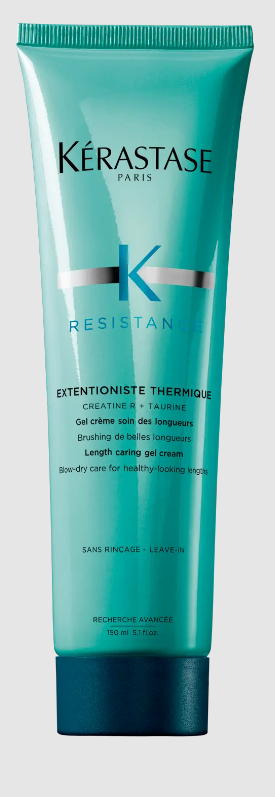 KÉRASTASE
PARIS
K
RESISTANCE
EXTENTIONISTE THERMIQUE
CREATINE R + TAURINE
Gel crème soin des longueurs
Brushing de belles longueurs
Length caring gel cream
Blow-dry care for healthy-looking lengths
SANS RINÇAGE - LEAVE-IN
RECHERCHE AVANCÉE
150 ml 5.1 fl.oz.